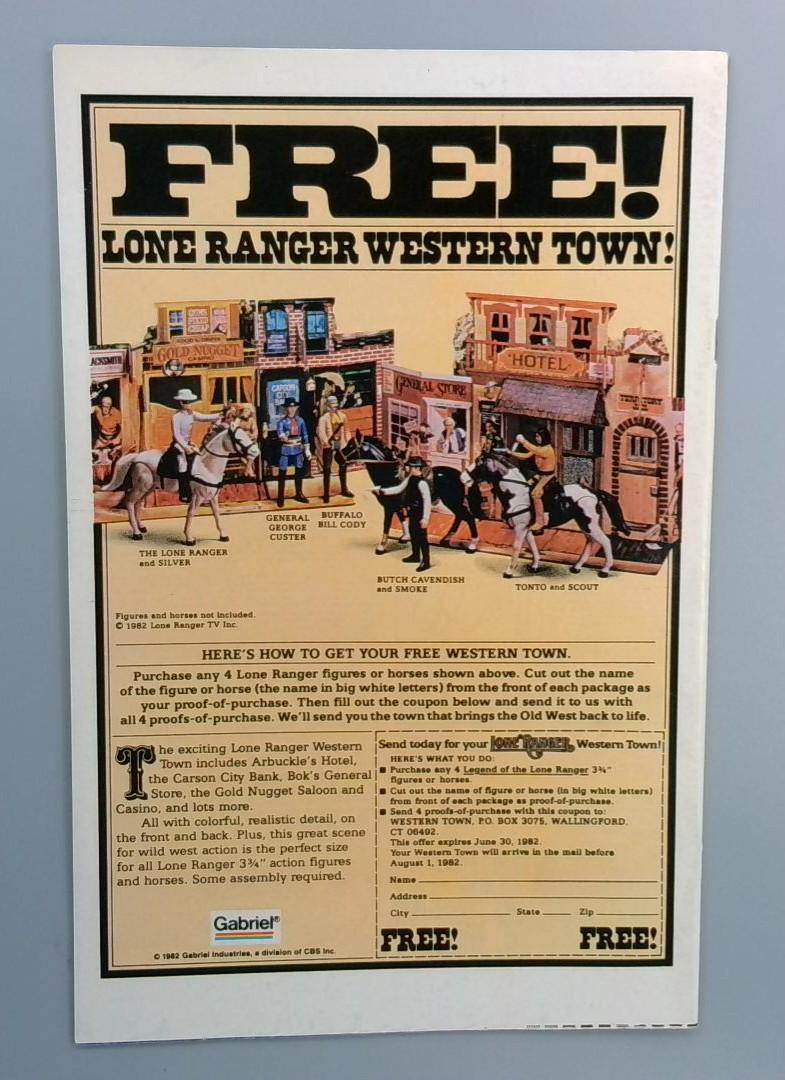 FREE!
LONE RANGER WESTERN TOWN!
GOLD NUGGET
CASINO
CARSON
CITY
GENERAL STORE
HOTEL
TERRITORY
THE LONE RANGER
and SILVER
GENERAL
GEORGE
CUSTER
BUFFALO
BILL CODY
BUTCH CAVENDISH
and SMOKE
TONTO and SCOUT
Figures and horses not included.
© 1982 Lone Ranger TV Inc.
HERE'S HOW TO GET YOUR FREE WESTERN TOWN.
Purchase any 4 Lone Ranger figures or horses shown above. Cut out the name
of the figure or horse (the name in big white letters) from the front of each package as
your proof-of-purchase. Then fill out the coupon below and send it to us with
all 4 proofs-of-purchase. We'll send you the town that brings the Old West back to life.
The exciting Lone Ranger Western
Town includes Arbuckle's Hotel,
the Carson City Bank, Bok's General
Store, the Gold Nugget Saloon and
Casino, and lots more.
All with colorful, realistic detail, on
the front and back. Plus, this great scene
for wild west action is the perfect size
for all Lone Ranger 3¾" action figures
and horses. Some assembly required.
Gabriel®
© 1982 Gabriel Industries, a division of CBS Inc.
Send today for your LONE RANGER Western Town!
HERE'S WHAT YOU DO:
■ Purchase any 4 Legend of the Lone Ranger 3¾"
figures or horses.
■ Cut out the name of figure or horse (in big white letters)
from front of each package as proof-of-purchase.
■ Send 4 proofs-of-purchase with this coupon to:
WESTERN TOWN, P.O. BOX 3075, WALLINGFORD,
CT 06492.
This offer expires June 30, 1982.
Your Western Town will arrive in the mail before
August 1, 1982.
Name
Address
City State Zip
FREE! FREE!